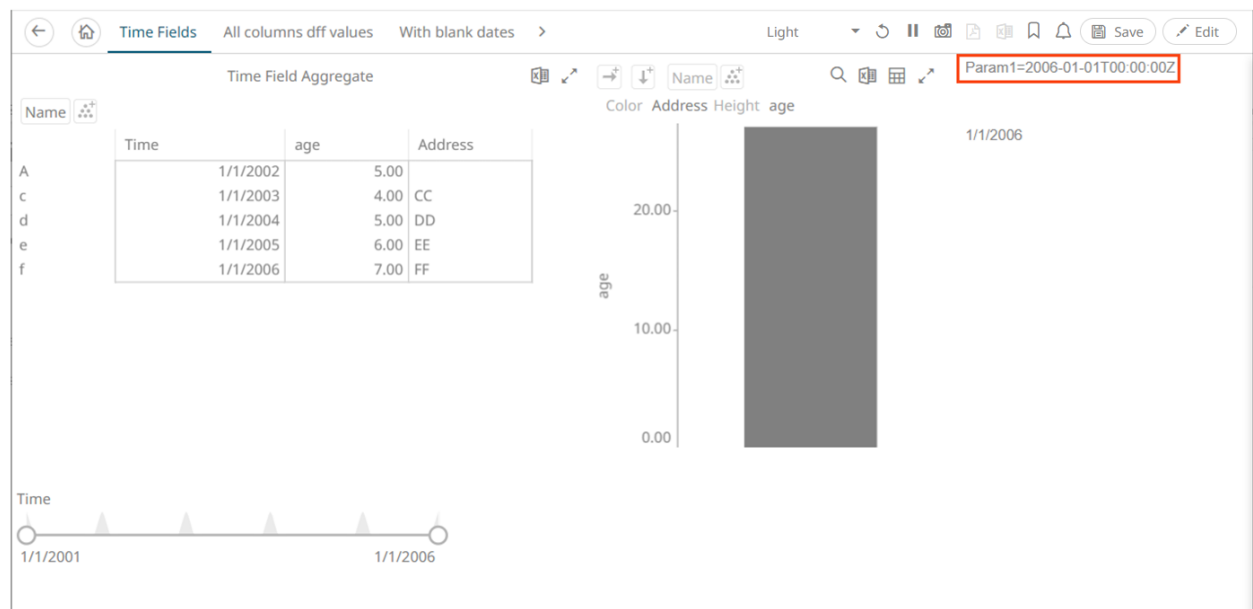 Time Fields All columns dff values With blank dates Light Save Edit
Time Field Aggregate
Name
Param1=2006-01-01T00:00:00Z
Color Address Height age
Name
1/1/2006
Time age Address
A 1/1/2002 5.00
c 1/1/2003 4.00 CC
d 1/1/2004 5.00 DD
e 1/1/2005 6.00 EE
f 1/1/2006 7.00 FF
20.00
age
10.00
0.00
Time
1/1/2001 1/1/2006